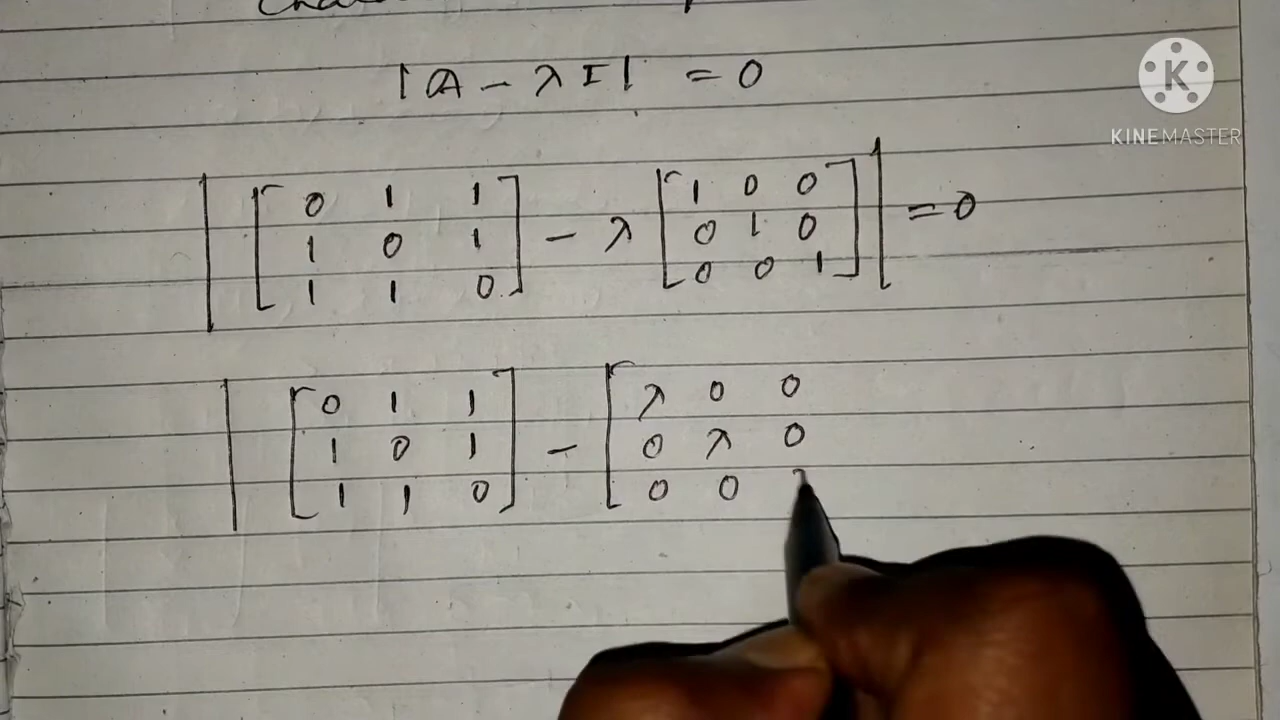 |A - λI| = 0
K
KINEMASTER
| [ 0 1 1 ] - λ [ 1 0 0 ] | = 0
1 0 1 0 1 0
1 1 0 0 0 1
| [ 0 1 1 ] - [ λ 0 0
1 0 1 0 λ 0
1 1 0 0 0